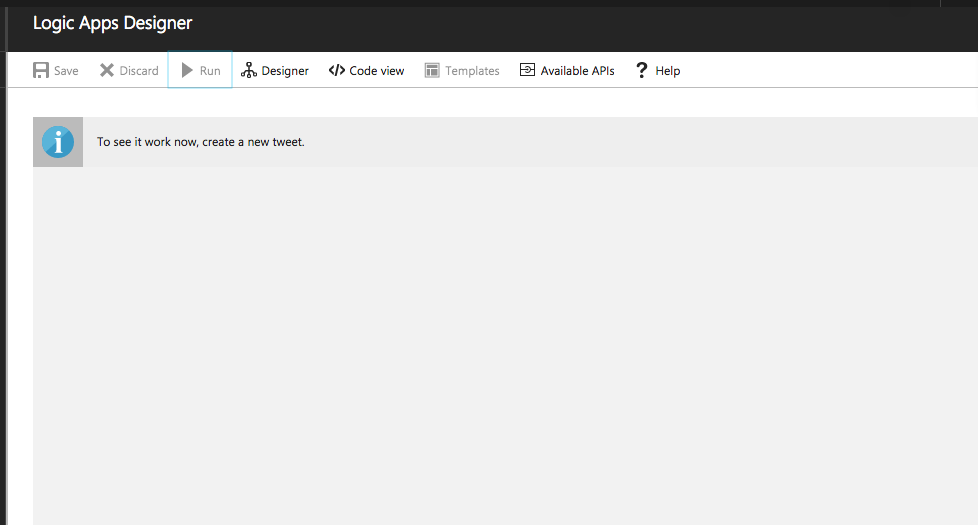 Logic Apps Designer
Save Discard Run Designer Code view Templates Available APIs Help
To see it work now, create a new tweet.